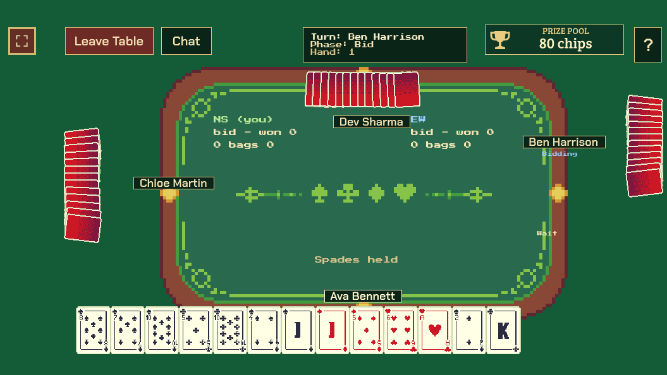 Leave Table
Chat
Turn: Ben Harrison
Phase: Bid
Hand: 1
PRIZE POOL
80 chips
?
NS (you)
bid - won 0
0 bags 0
EW
bid - won 0
0 bags 0
Dev Sharma
Ben Harrison
Bidding
Chloe Martin
Wait
Spades held
Ava Bennett
J
J
K